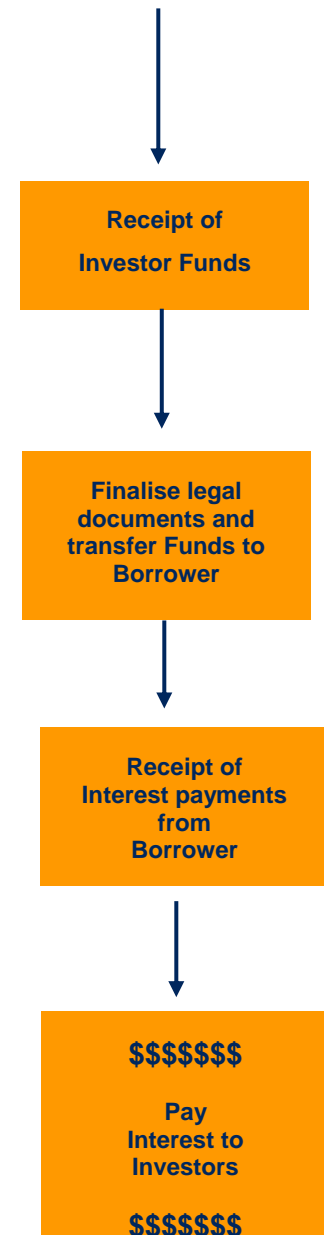 Receipt of
Investor Funds
Finalise legal
documents and
transfer Funds to
Borrower
Receipt of
Interest payments
from
Borrower
$$$$$$$
Pay
Interest to
Investors
$$$$$$$